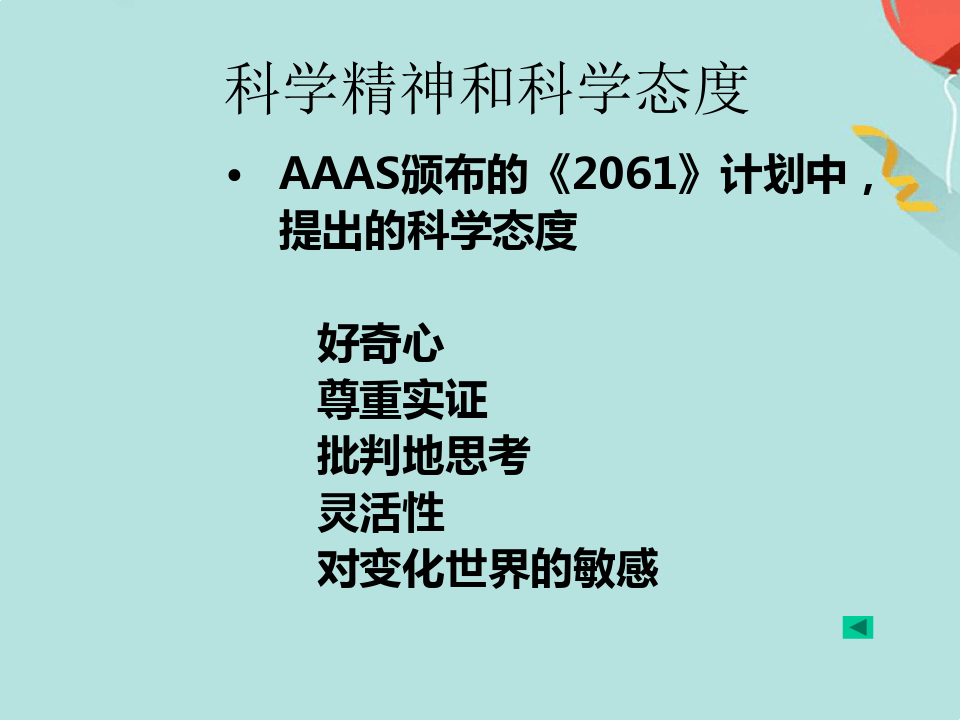 科学精神和科学态度
• AAAS颁布的《2061》计划中，
提出的科学态度
好奇心
尊重实证
批判地思考
灵活性
对变化世界的敏感